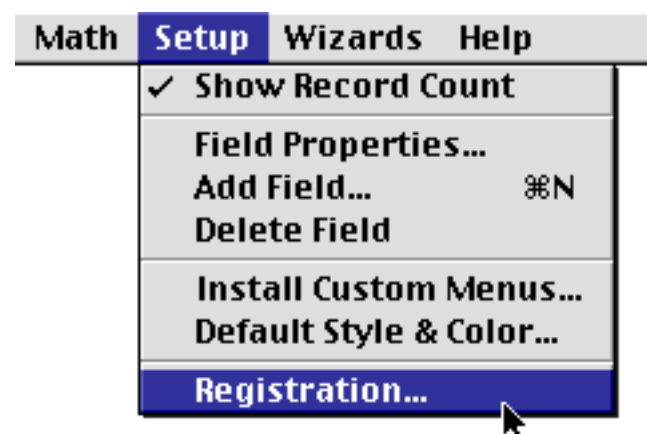 Math Setup Wizards Help
✓ Show Record Count
Field Properties...
Add Field... ⌘N
Delete Field
Install Custom Menus...
Default Style & Color...
Registration...